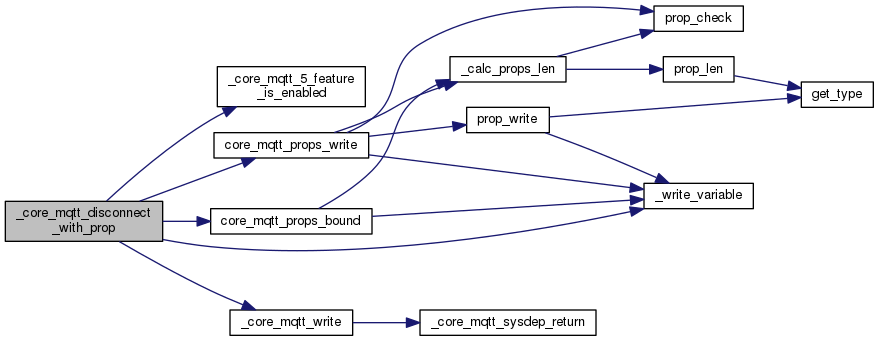 _core_mqtt_disconnect
_with_prop
_core_mqtt_5_feature
_is_enabled
core_mqtt_props_write
core_mqtt_props_bound
_core_mqtt_write
_calc_props_len
prop_write
_core_mqtt_sysdep_return
prop_check
prop_len
_write_variable
get_type